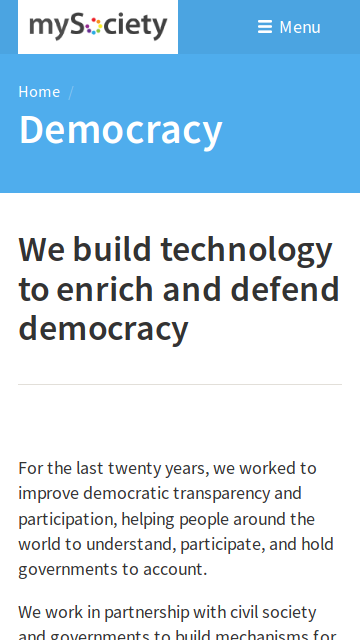 mySociety
Menu
Home /
Democracy
We build technology
to enrich and defend
democracy
For the last twenty years, we worked to
improve democratic transparency and
participation, helping people around the
world to understand, participate, and hold
governments to account.
We work in partnership with civil society
and governments to build mechanisms for